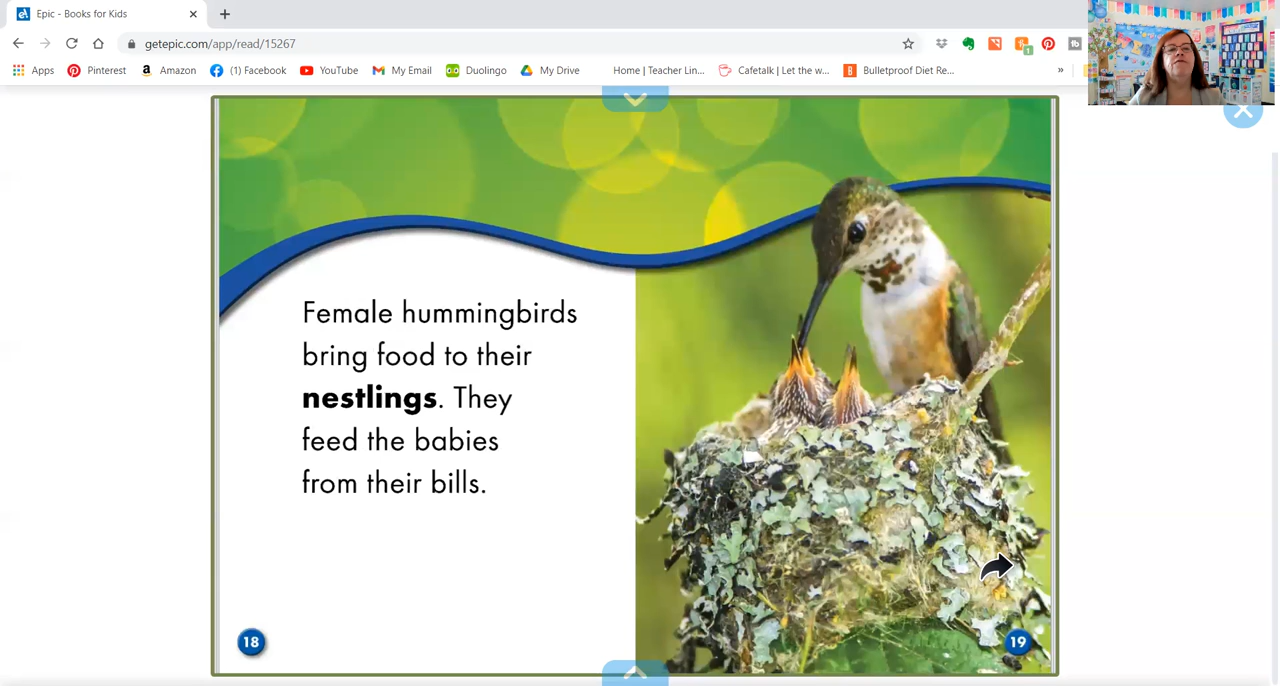 Epic - Books for Kids
getepic.com/app/read/15267
Apps Pinterest Amazon (1) Facebook YouTube My Email Duolingo My Drive Home | Teacher Lin... Cafetalk | Let the w... Bulletproof Diet Re... »
Female hummingbirds
bring food to their
nestlings. They
feed the babies
from their bills.
18
19